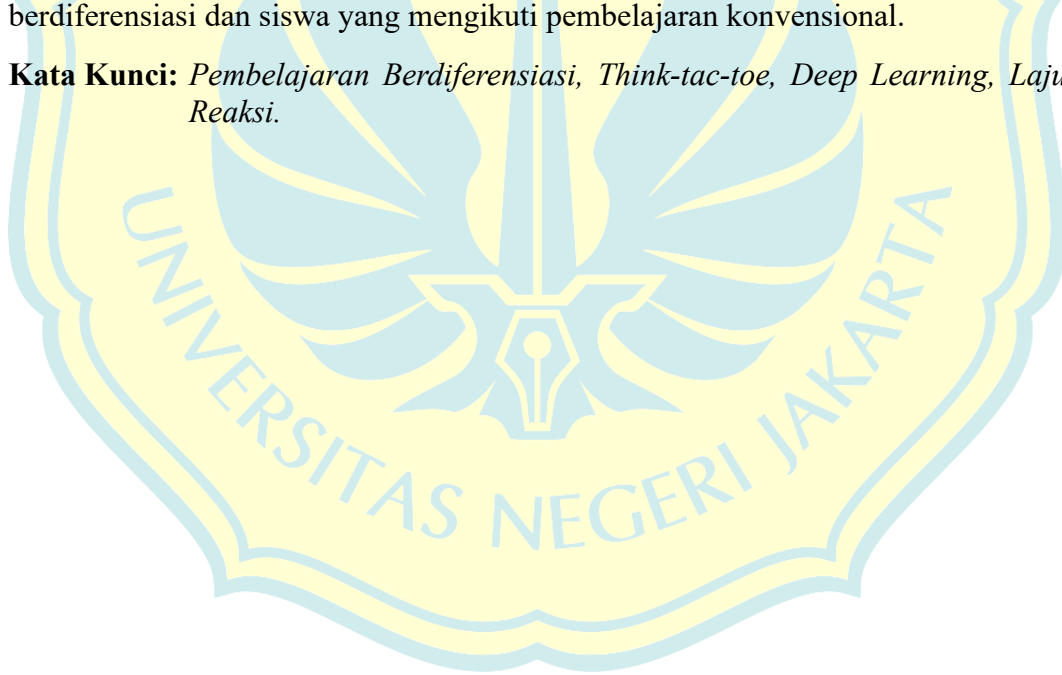 berdiferensiasi dan siswa yang mengikuti pembelajaran konvensional.
Kata Kunci: Pembelajaran Berdiferensiasi, Think-tac-toe, Deep Learning, Laju
Reaksi.
UNIVERSITAS NEGERI JAKARTA